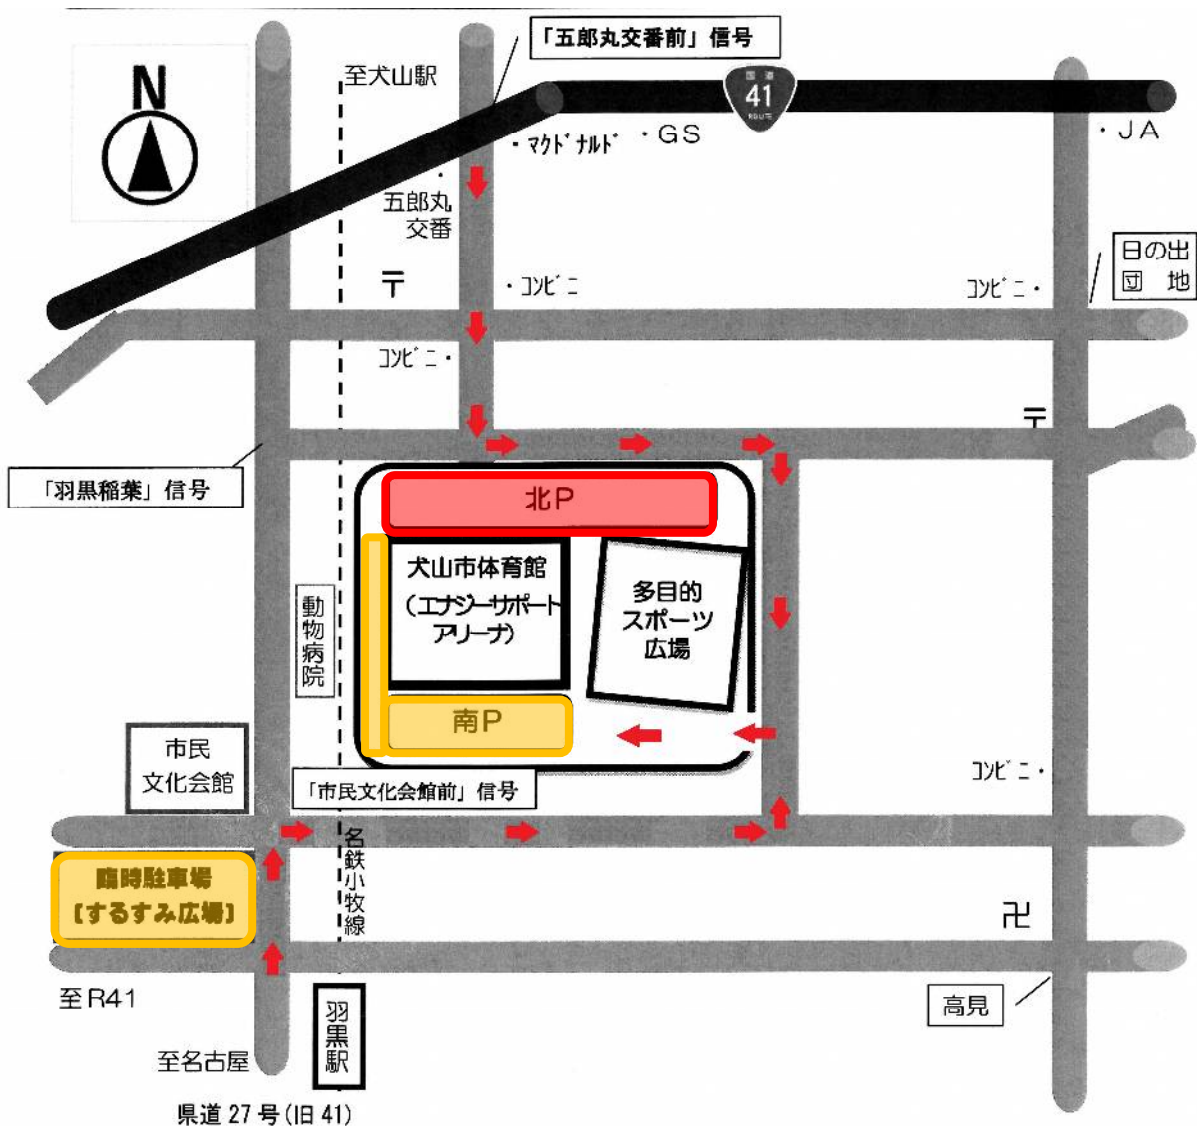 「五郎丸交番前」信号
N
至犬山駅
国道
41
ROUTE
・マクドナルド
・GS
・JA
五郎丸
交番
日の出
団地
〒
・コンビニ
コンビニ・
コンビニ・
〒
「羽黒稲葉」信号
北P
犬山市体育館
(エナジーサポート
アリーナ)
多目的
スポーツ
広場
動物病院
南P
市民
文化会館
コンビニ・
「市民文化会館前」信号
名鉄小牧線
臨時駐車場
〔するすみ広場〕
卍
至R41
羽黒駅
高見
至名古屋
県道27号(旧41)